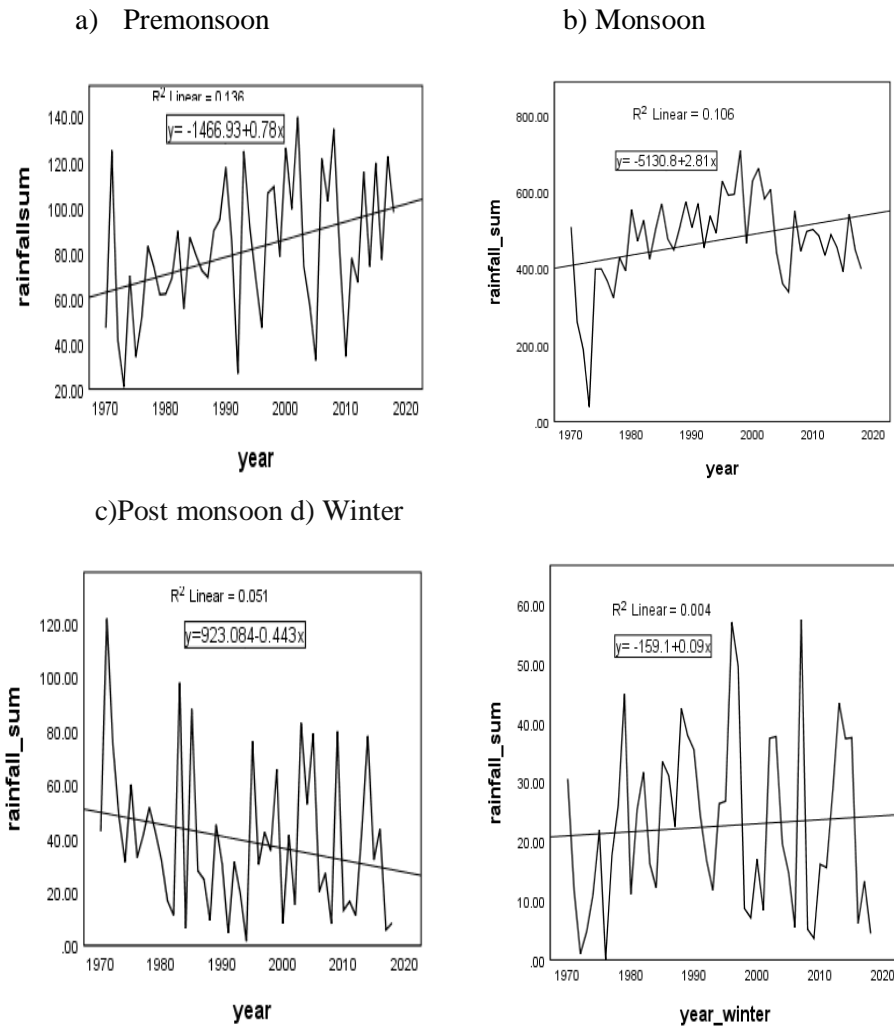 a) Premonsoon
b) Monsoon
R² Linear = 0.136
y= -1466.93+0.78x
140.00
120.00
100.00
80.00
60.00
40.00
20.00
rainfallsum
1970 1980 1990 2000 2010 2020
year
R² Linear = 0.106
y= -5130.8+2.81x
800.00
600.00
400.00
200.00
.00
rainfall_sum
1970 1980 1990 2000 2010 2020
year
c)Post monsoon d) Winter
R² Linear = 0.051
y=923.084-0.443x
120.00
100.00
80.00
60.00
40.00
20.00
.00
rainfall_sum
1970 1980 1990 2000 2010 2020
year
R² Linear = 0.004
y= -159.1+0.09x
60.00
50.00
40.00
30.00
20.00
10.00
.00
rainfall_sum
1970 1980 1990 2000 2010 2020
year_winter